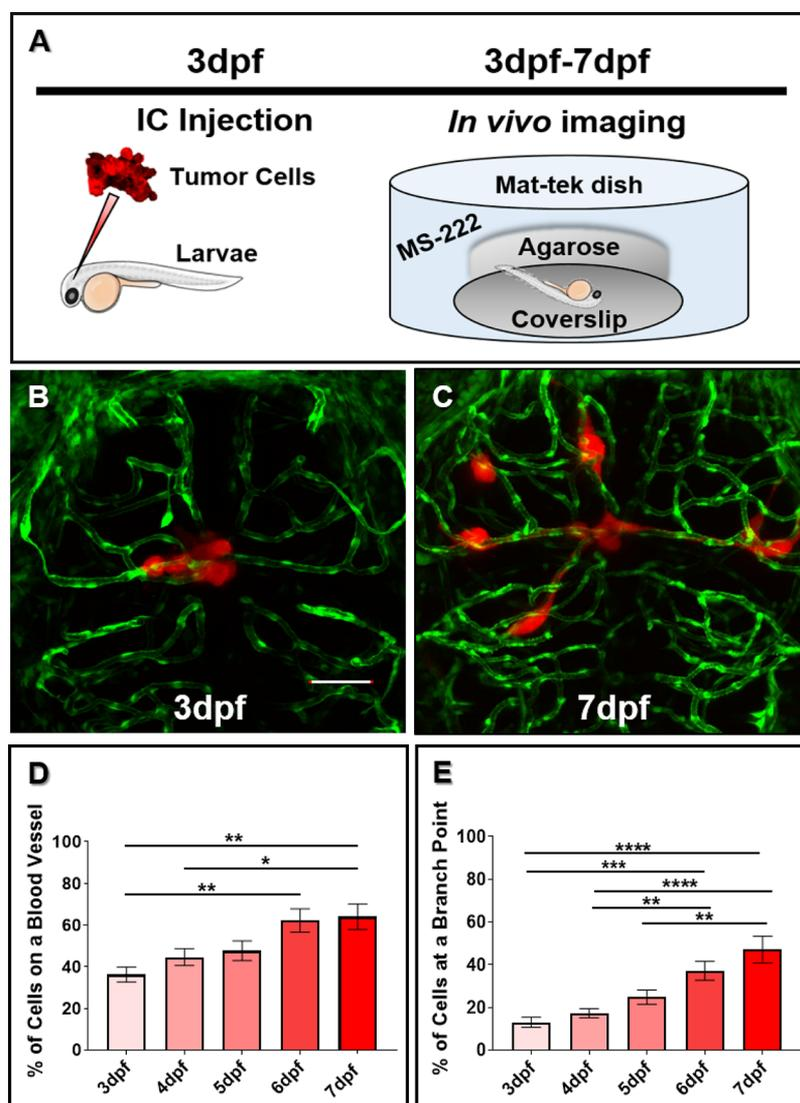 A
3dpf
3dpf-7dpf
IC Injection
In vivo imaging
Tumor Cells
Larvae
Mat-tek dish
MS-222
Agarose
Coverslip
B
3dpf
C
7dpf
D
% of Cells on a Blood Vessel
100
80
60
40
20
0
**
*
**
3dpf
4dpf
5dpf
6dpf
7dpf
E
% of Cells at a Branch Point
100
80
60
40
20
0
****
***
****
**
**
3dpf
4dpf
5dpf
6dpf
7dpf